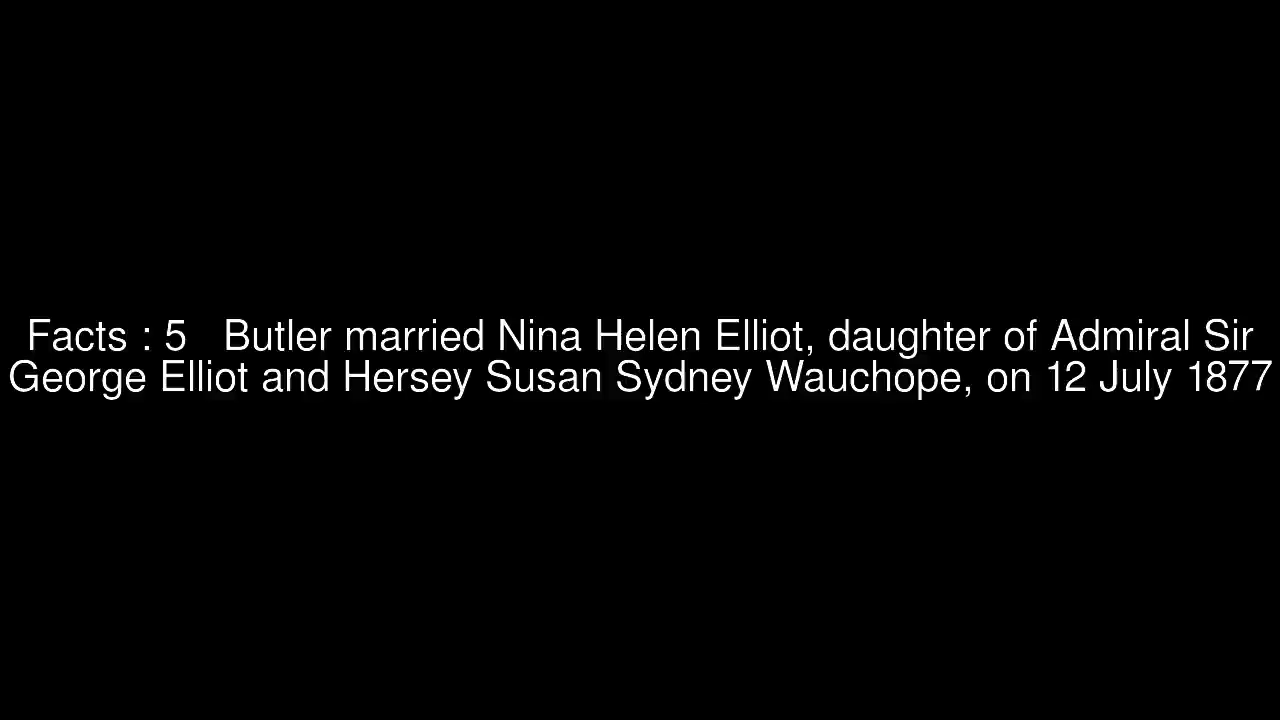 Facts : 5   Butler married Nina Helen Elliot, daughter of Admiral Sir
George Elliot and Hersey Susan Sydney Wauchope, on 12 July 1877